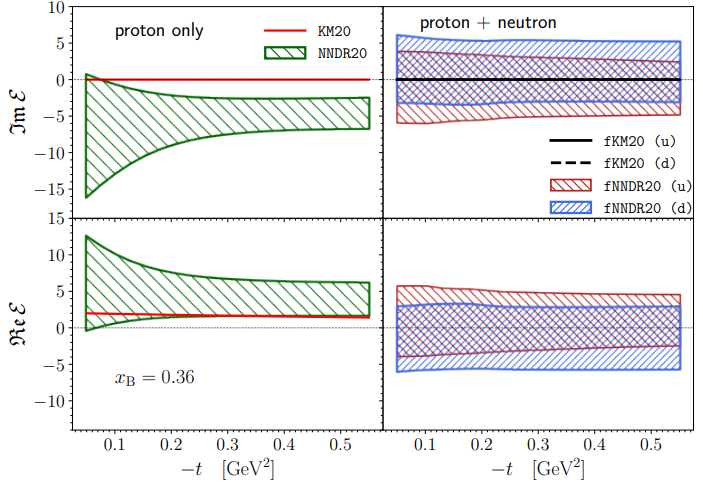 10
5
0
−5
−10
−15
ℑm ℰ
proton only
KM20
NNDR20
proton + neutron
fKM20 (u)
fKM20 (d)
fNNDR20 (u)
fNNDR20 (d)
15
10
5
0
−5
−10
ℜe ℰ
x_B = 0.36
0.1 0.2 0.3 0.4 0.5
−t [GeV²]
0.1 0.2 0.3 0.4 0.5
−t [GeV²]